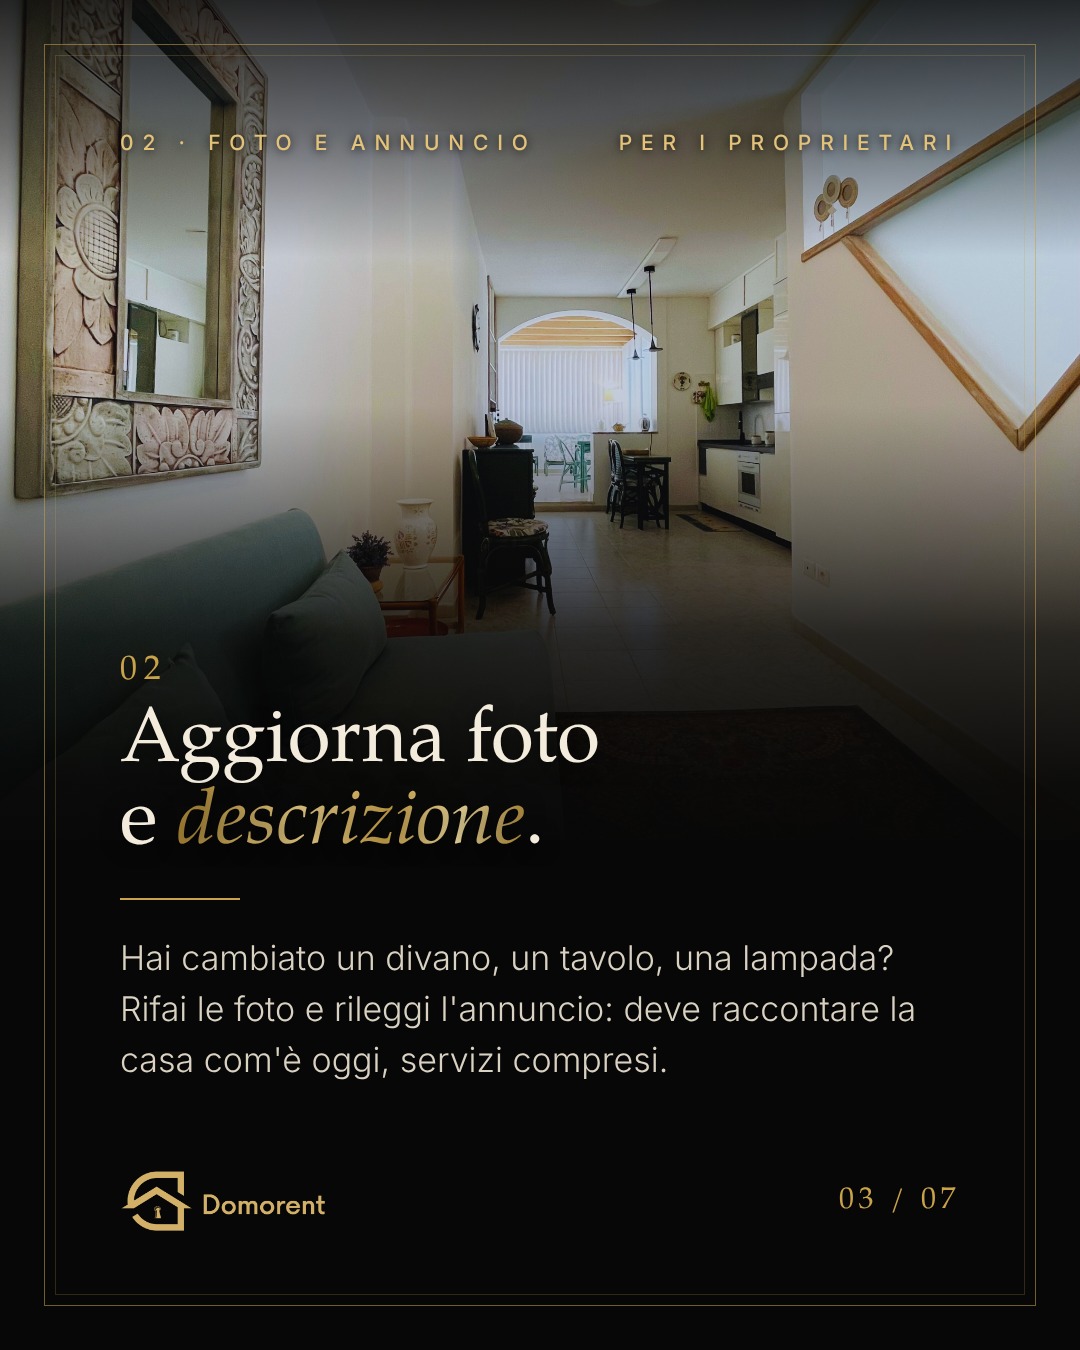 02 · FOTO E ANNUNCIO
PER I PROPRIETARI
02
Aggiorna foto
e descrizione.
Hai cambiato un divano, un tavolo, una lampada?
Rifai le foto e rileggi l'annuncio: deve raccontare la
casa com'è oggi, servizi compresi.
Domorent
03 / 07